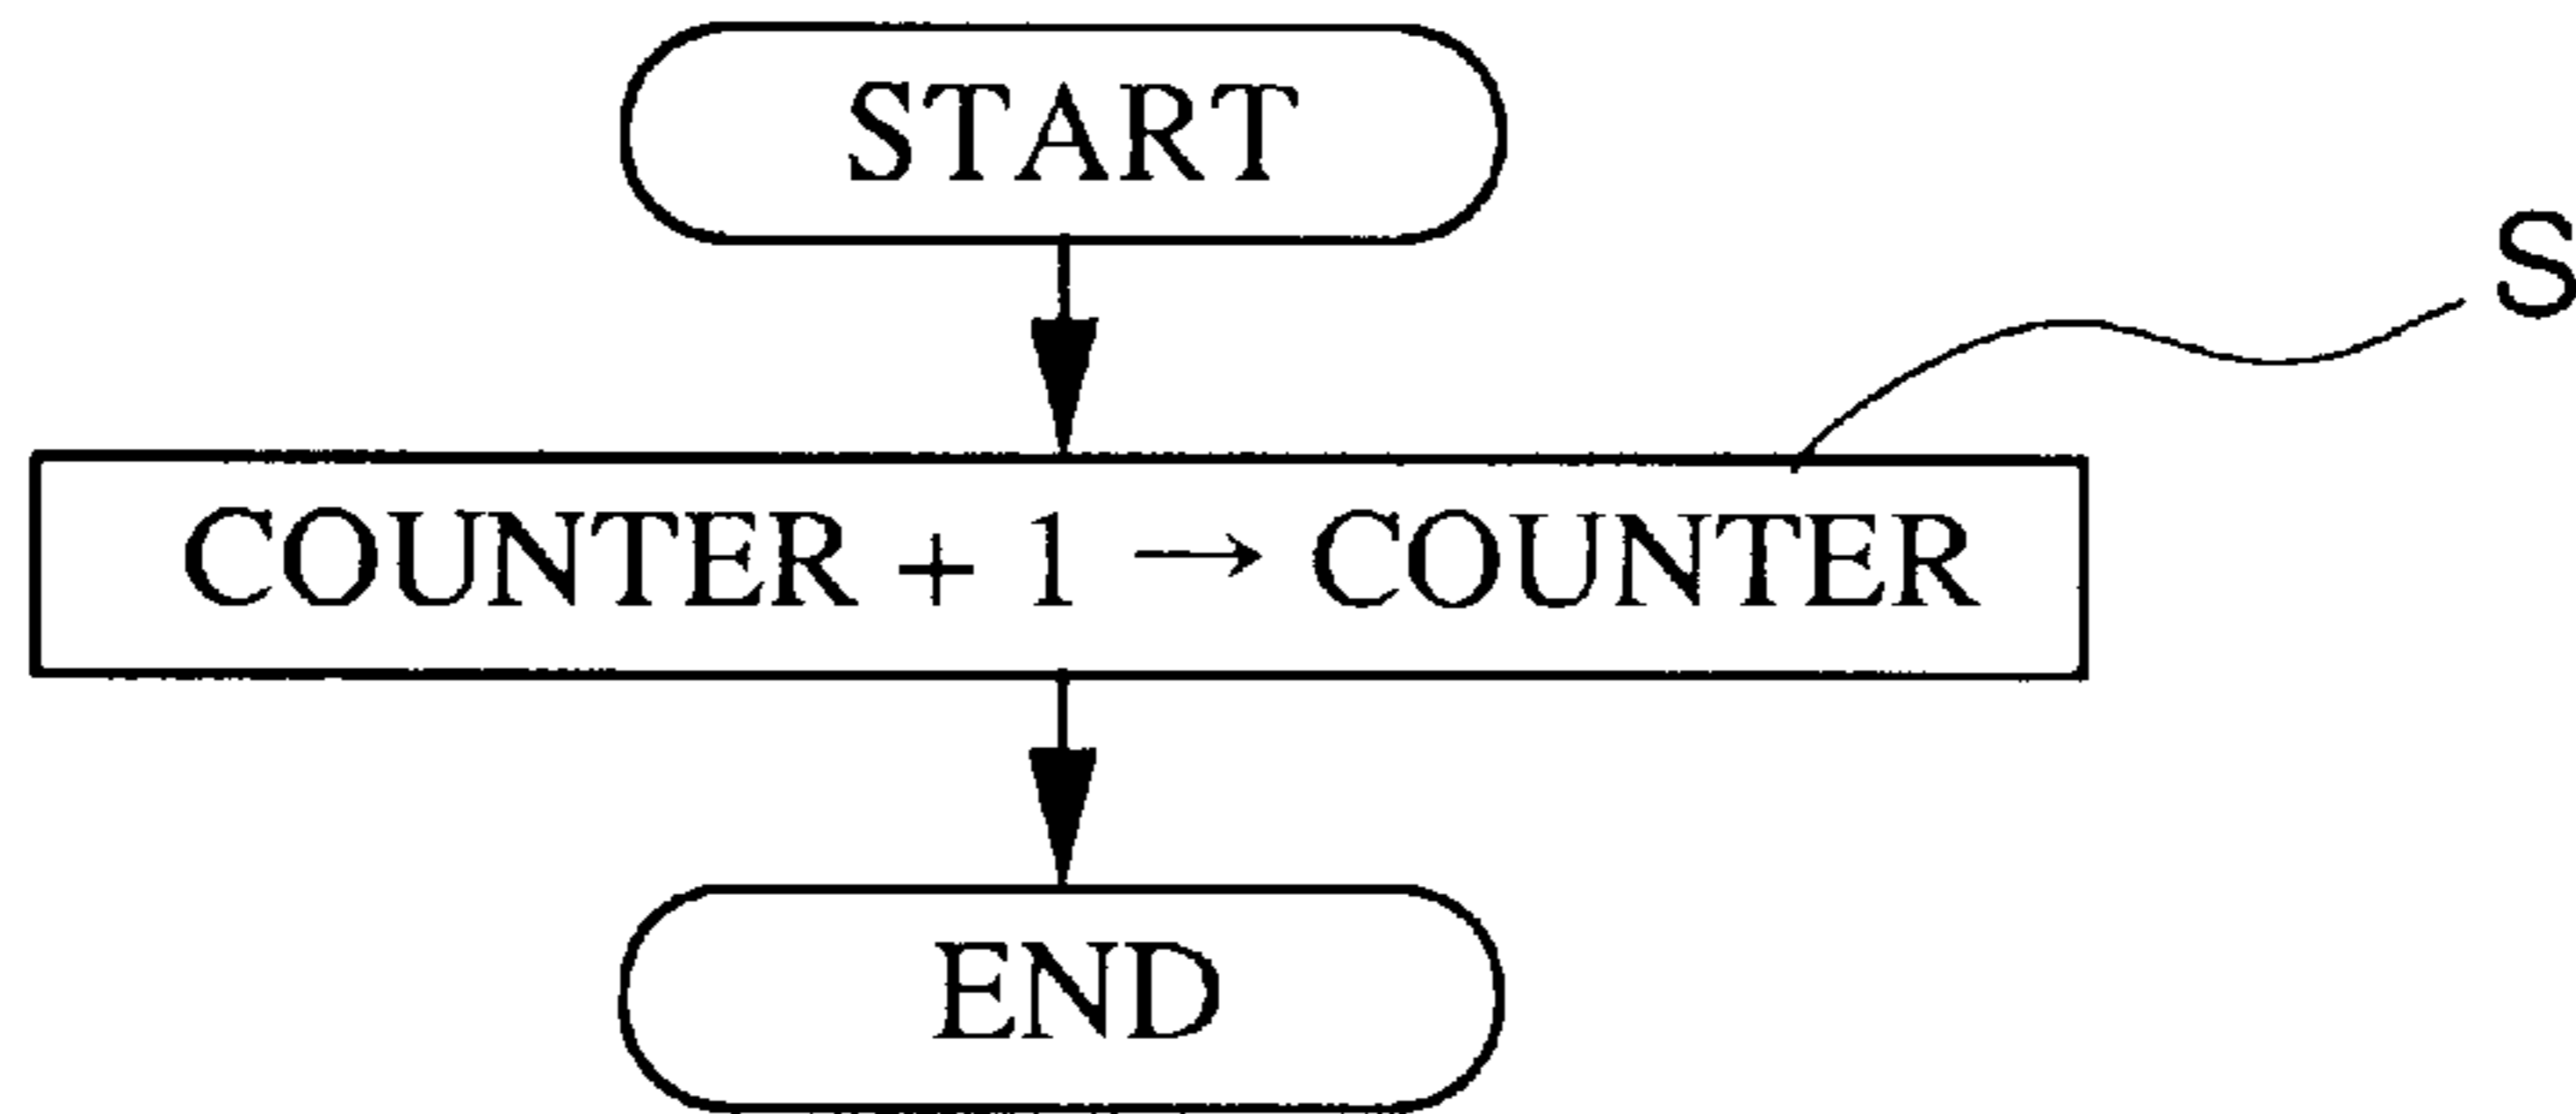 START
S
COUNTER + 1 → COUNTER
END